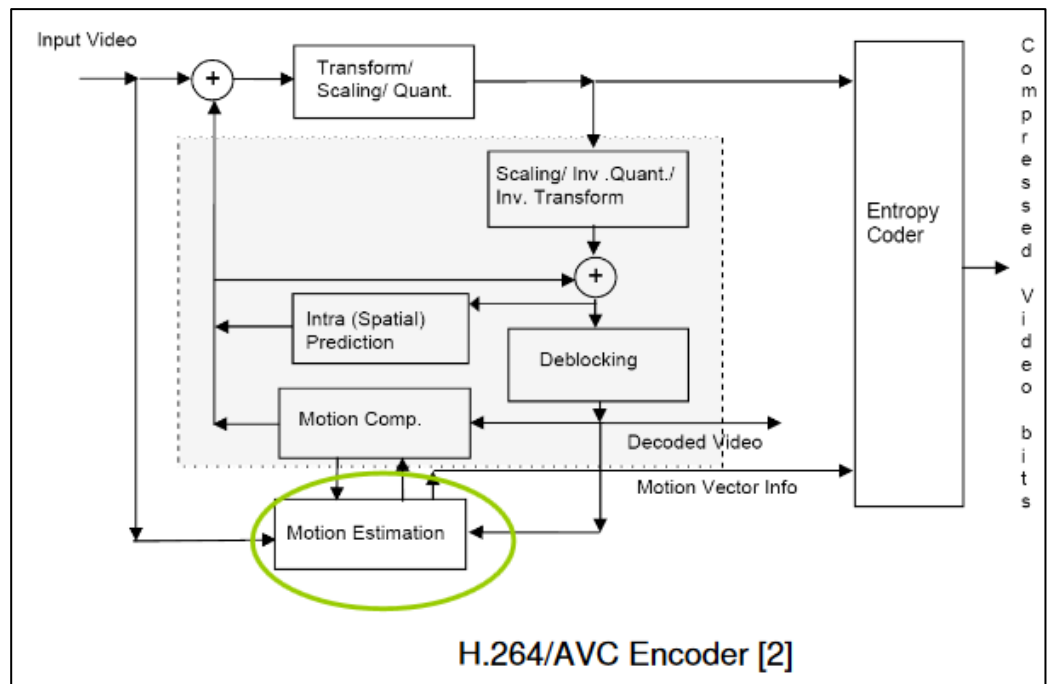 Input Video
+
Transform/
Scaling/ Quant.
Scaling/ Inv .Quant./
Inv. Transform
+
Intra (Spatial)
Prediction
Deblocking
Motion Comp.
Decoded Video
Motion Vector Info
Motion Estimation
Entropy
Coder
Compressed Video bits
H.264/AVC Encoder [2]